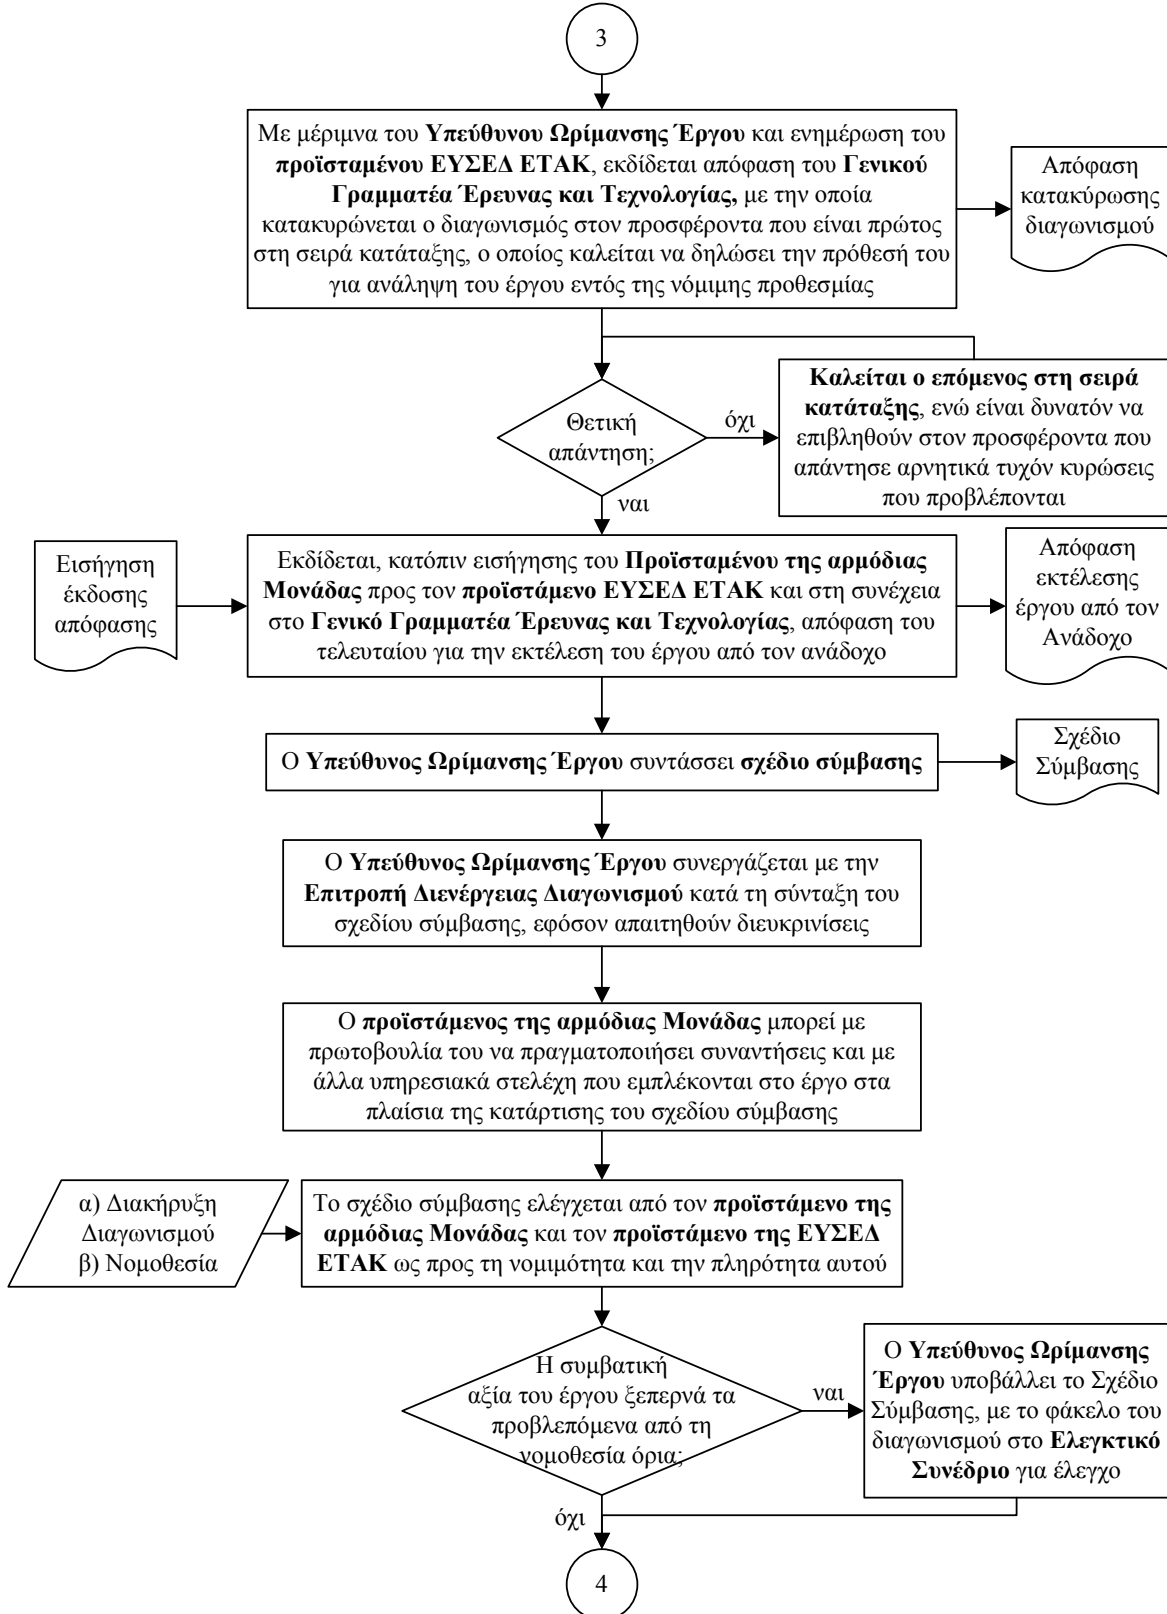 3
Με μέριμνα του Υπεύθυνου Ωρίμανσης Έργου και ενημέρωση του
προϊσταμένου ΕΥΣΕΔ ΕΤΑΚ, εκδίδεται απόφαση του Γενικού
Γραμματέα Έρευνας και Τεχνολογίας, με την οποία
κατακυρώνεται ο διαγωνισμός στον προσφέροντα που είναι πρώτος
στη σειρά κατάταξης, ο οποίος καλείται να δηλώσει την πρόθεσή του
για ανάληψη του έργου εντός της νόμιμης προθεσμίας
Απόφαση
κατακύρωσης
διαγωνισμού
Θετική
απάντηση;
όχι
Καλείται ο επόμενος στη σειρά
κατάταξης, ενώ είναι δυνατόν να
επιβληθούν στον προσφέροντα που
απάντησε αρνητικά τυχόν κυρώσεις
που προβλέπονται
ναι
Εισήγηση
έκδοσης
απόφασης
Εκδίδεται, κατόπιν εισήγησης του Προϊσταμένου της αρμόδιας
Μονάδας προς τον προϊστάμενο ΕΥΣΕΔ ΕΤΑΚ και στη συνέχεια
στο Γενικό Γραμματέα Έρευνας και Τεχνολογίας, απόφαση του
τελευταίου για την εκτέλεση του έργου από τον ανάδοχο
Απόφαση
εκτέλεσης
έργου από τον
Ανάδοχο
Ο Υπεύθυνος Ωρίμανσης Έργου συντάσσει σχέδιο σύμβασης
Σχέδιο
Σύμβασης
Ο Υπεύθυνος Ωρίμανσης Έργου συνεργάζεται με την
Επιτροπή Διενέργειας Διαγωνισμού κατά τη σύνταξη του
σχεδίου σύμβασης, εφόσον απαιτηθούν διευκρινίσεις
Ο προϊστάμενος της αρμόδιας Μονάδας μπορεί με
πρωτοβουλία του να πραγματοποιήσει συναντήσεις και με
άλλα υπηρεσιακά στελέχη που εμπλέκονται στο έργο στα
πλαίσια της κατάρτισης του σχεδίου σύμβασης
α) Διακήρυξη
Διαγωνισμού
β) Νομοθεσία
Το σχέδιο σύμβασης ελέγχεται από τον προϊστάμενο της
αρμόδιας Μονάδας και τον προϊστάμενο της ΕΥΣΕΔ
ΕΤΑΚ ως προς τη νομιμότητα και την πληρότητα αυτού
Η συμβατική
αξία του έργου ξεπερνά τα
προβλεπόμενα από τη
νομοθεσία όρια;
ναι
Ο Υπεύθυνος Ωρίμανσης
Έργου υποβάλλει το Σχέδιο
Σύμβασης, με το φάκελο του
διαγωνισμού στο Ελεγκτικό
Συνέδριο για έλεγχο
όχι
4